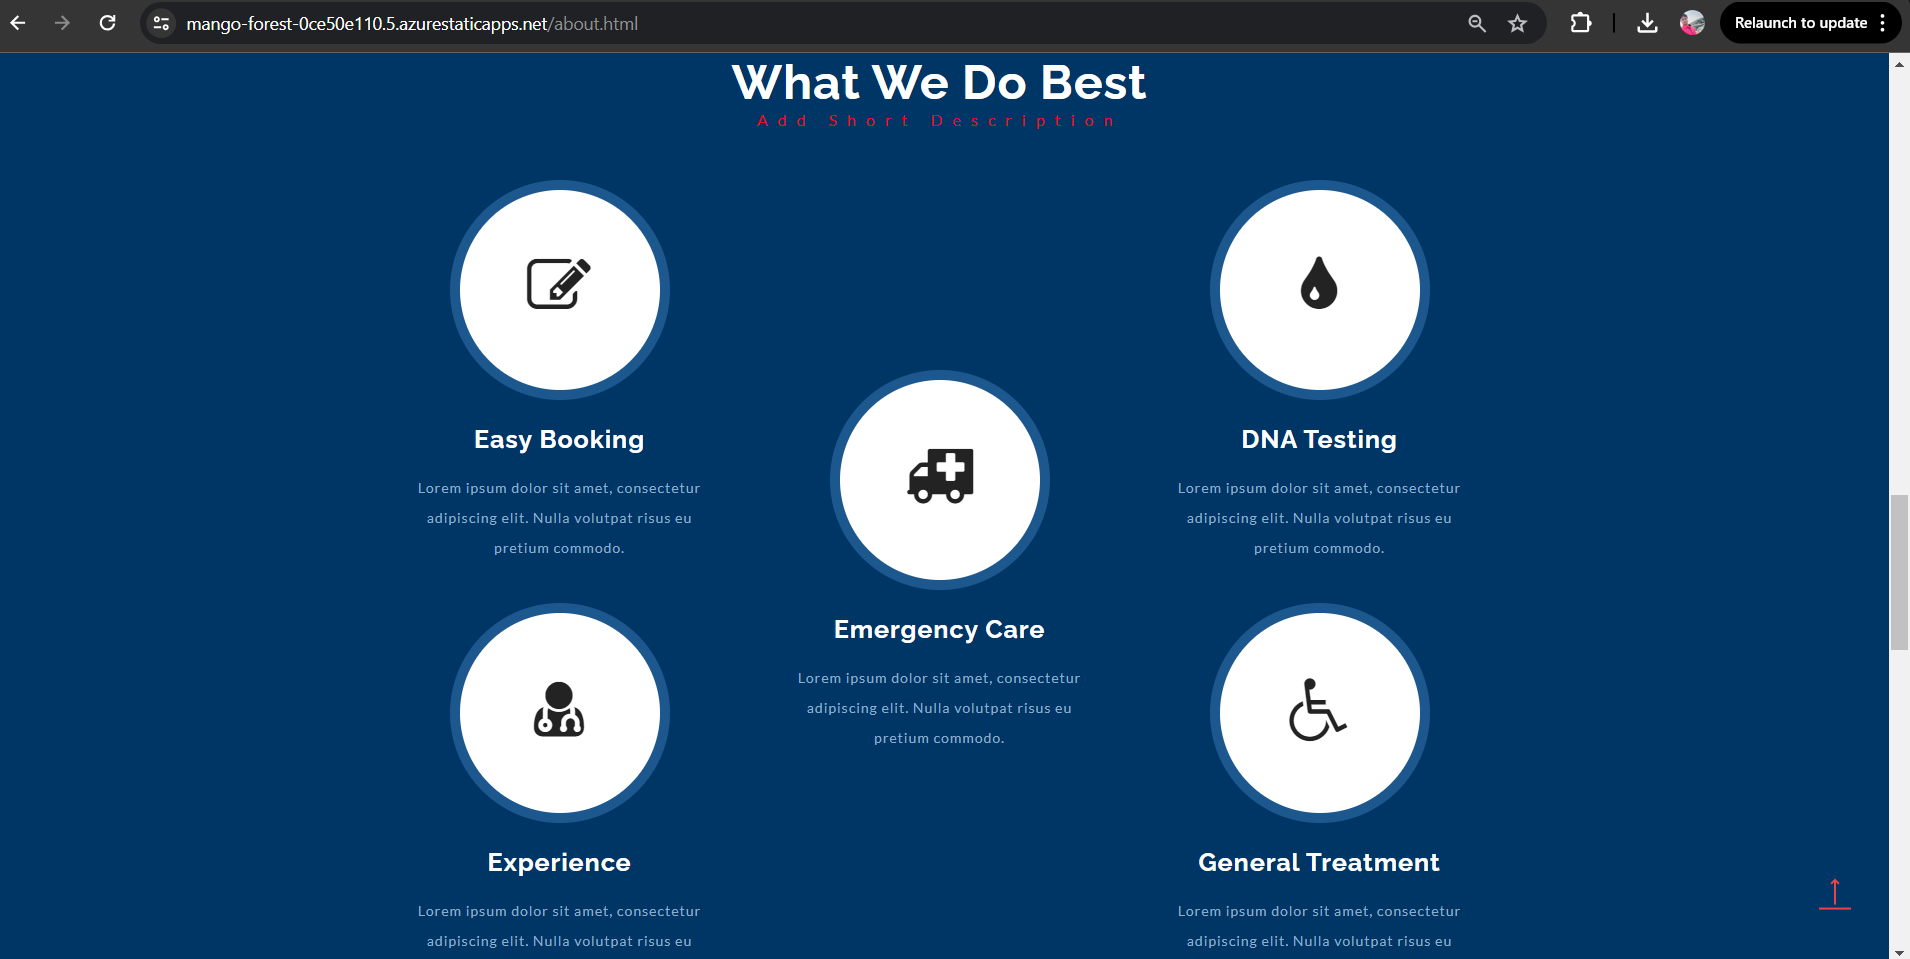 mango-forest-0ce50e110.5.azurestaticapps.net/about.html
Relaunch to update
What We Do Best
Add Short Description
Easy Booking
Lorem ipsum dolor sit amet, consectetur
adipiscing elit. Nulla volutpat risus eu
pretium commodo.
DNA Testing
Lorem ipsum dolor sit amet, consectetur
adipiscing elit. Nulla volutpat risus eu
pretium commodo.
Emergency Care
Lorem ipsum dolor sit amet, consectetur
adipiscing elit. Nulla volutpat risus eu
pretium commodo.
Experience
Lorem ipsum dolor sit amet, consectetur
adipiscing elit. Nulla volutpat risus eu
General Treatment
Lorem ipsum dolor sit amet, consectetur
adipiscing elit. Nulla volutpat risus eu